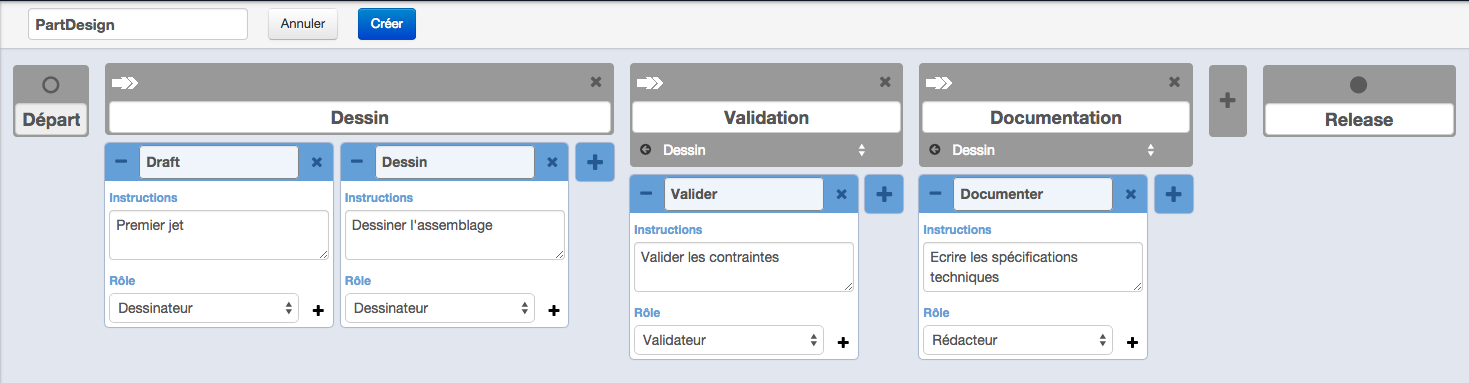 PartDesign
Annuler
Créer
Départ
Dessin
Validation
Documentation
Release
Dessin
Dessin
Draft
Dessin
Instructions
Instructions
Premier jet
Dessiner l'assemblage
Rôle
Rôle
Dessinateur
Dessinateur
Valider
Instructions
Valider les contraintes
Rôle
Validateur
Documenter
Instructions
Ecrire les spécifications
techniques
Rôle
Rédacteur